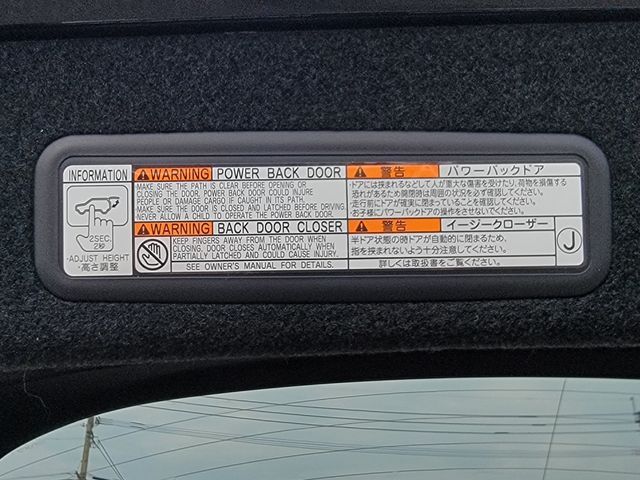 INFORMATION
2SEC.
2秒
・ADJUST HEIGHT
・高さ調整
WARNING POWER BACK DOOR
・MAKE SURE THE PATH IS CLEAR BEFORE OPENING OR
CLOSING THE DOOR. POWER BACK DOOR COULD INJURE
PEOPLE OR DAMAGE CARGO IF CAUGHT IN ITS PATH.
・MAKE SURE THE DOOR IS CLOSED AND LATCHED BEFORE DRIVING.
・NEVER ALLOW A CHILD TO OPERATE THE POWER BACK DOOR.
WARNING BACK DOOR CLOSER
KEEP FINGERS AWAY FROM THE DOOR WHEN
CLOSING. DOOR CLOSES AUTOMATICALLY WHEN
PARTIALLY LATCHED AND COULD CAUSE INJURY.
SEE OWNER'S MANUAL FOR DETAILS.
警告 パワーバックドア
・ドアには挟まれるなどして人が重大な傷害を受けたり、荷物を損傷する
恐れがあるため開閉時は周囲の状況を必ず確認してください。
・走行前にドアが確実に閉まっていることを確認してください。
・お子様にパワーバックドアの操作をさせないでください。
警告 イージークローザー
半ドア状態の時ドアが自動的に閉まるため、
指を挟まれないよう十分注意してください。
詳しくは取扱書をご覧ください。
J